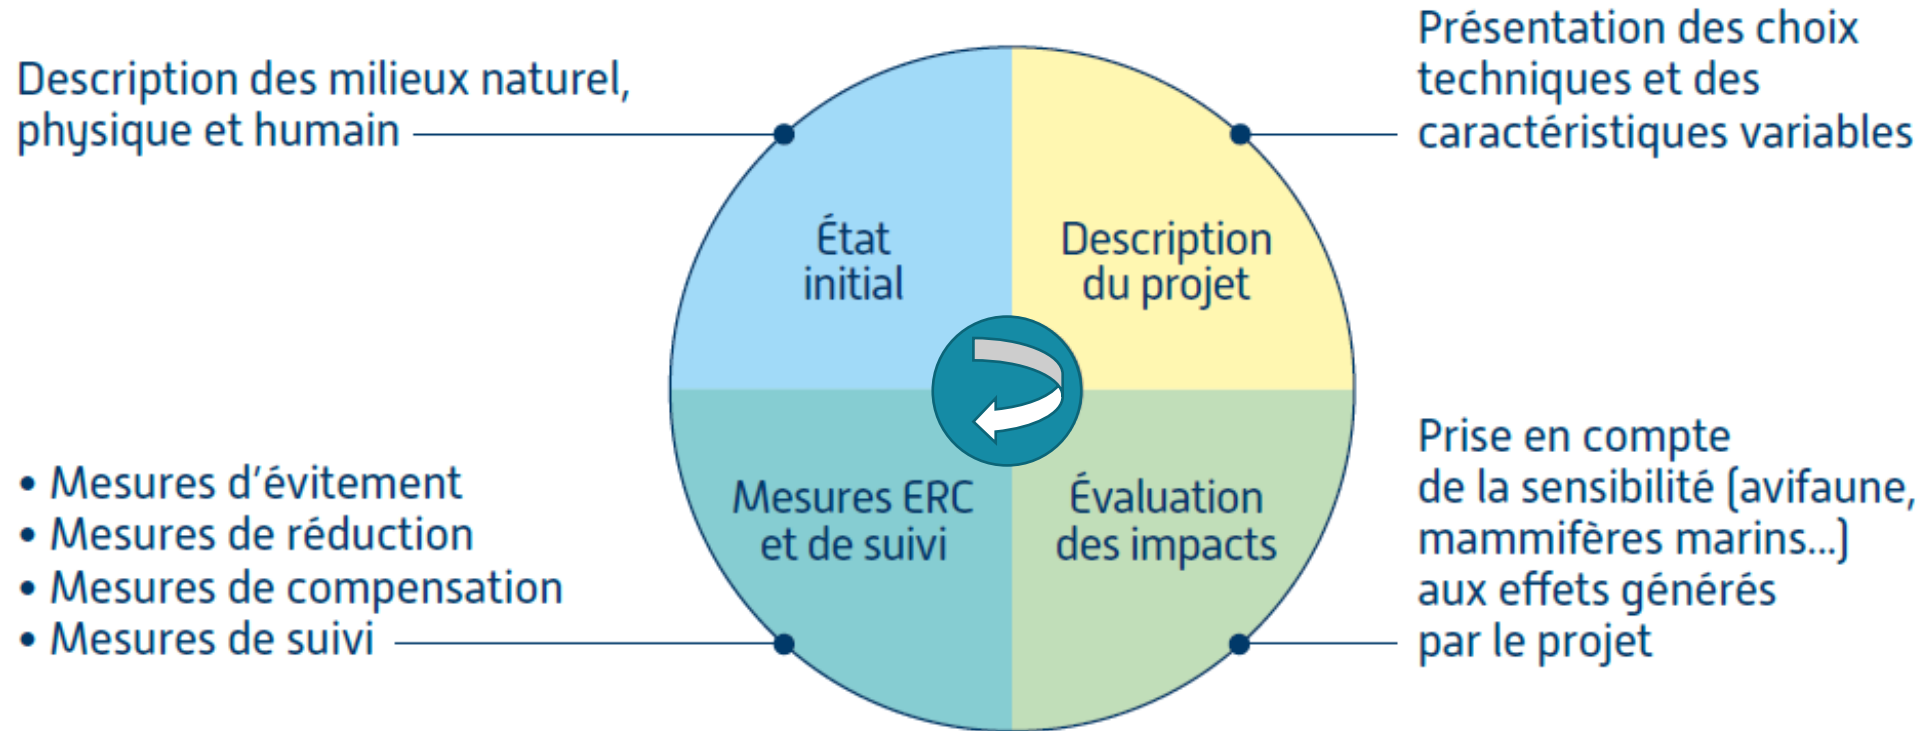 Description des milieux naturel,
physique et humain
Présentation des choix
techniques et des
caractéristiques variables
État
initial
Description
du projet
Mesures ERC
et de suivi
Évaluation
des impacts
• Mesures d’évitement
• Mesures de réduction
• Mesures de compensation
• Mesures de suivi
Prise en compte
de la sensibilité (avifaune,
mammifères marins...)
aux effets générés
par le projet